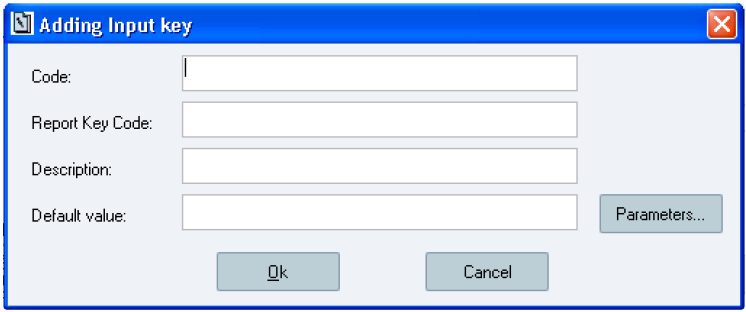 Adding Input key
Code:
Report Key Code:
Description:
Default value:
Parameters...
Ok
Cancel